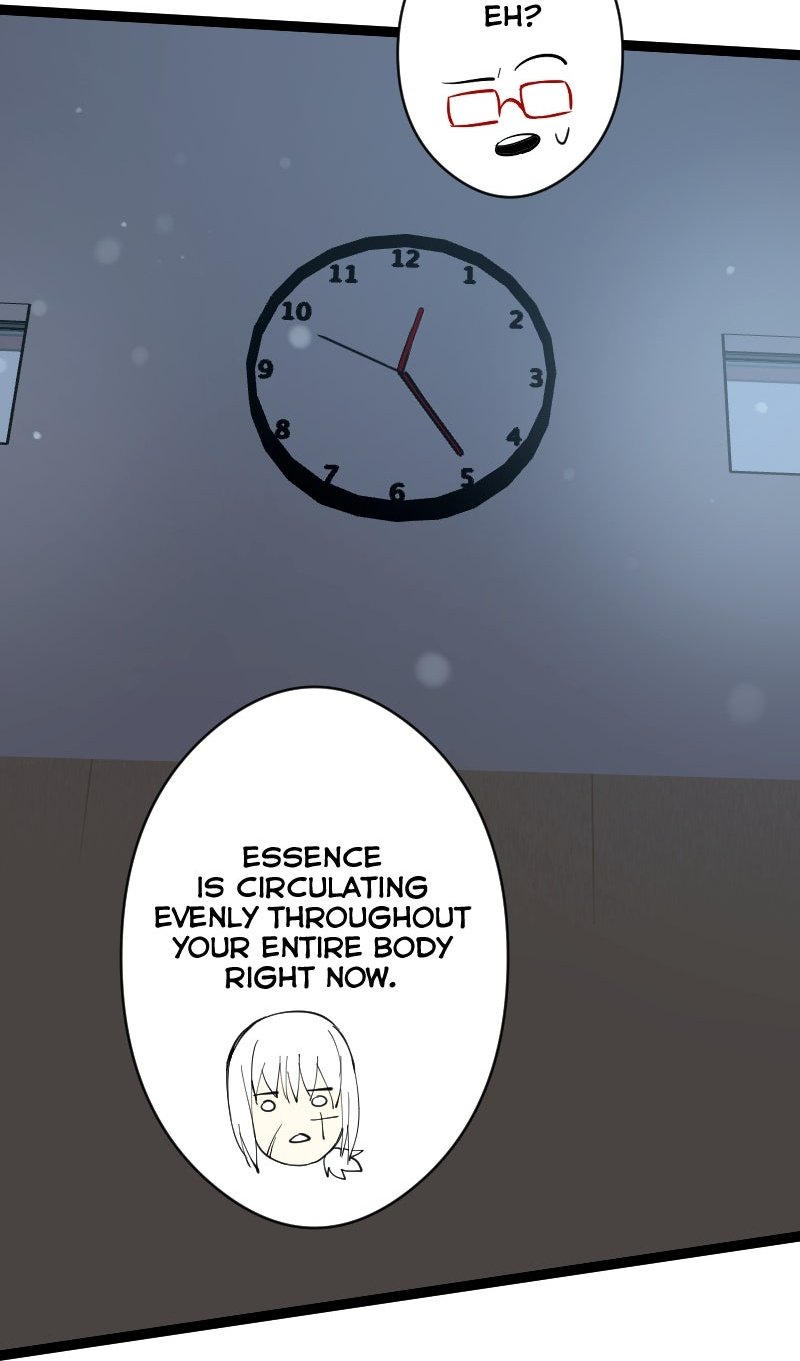 EH?
12
11
1
10
2
9
3
8
4
7
5
6
ESSENCE
IS CIRCULATING
EVENLY THROUGHOUT
YOUR ENTIRE BODY
RIGHT NOW.